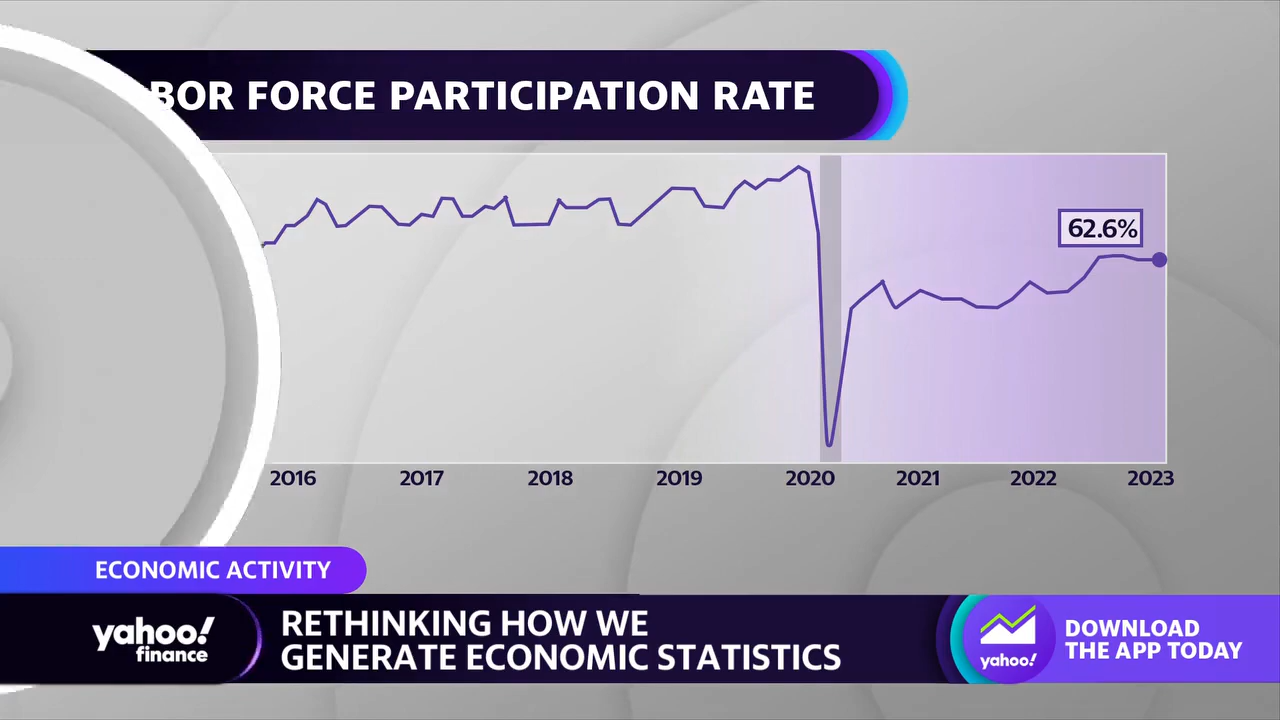 BOR FORCE PARTICIPATION RATE
62.6%
2016 2017 2018 2019 2020 2021 2022 2023
ECONOMIC ACTIVITY
yahoo!
finance
RETHINKING HOW WE
GENERATE ECONOMIC STATISTICS
yahoo!
DOWNLOAD
THE APP TODAY